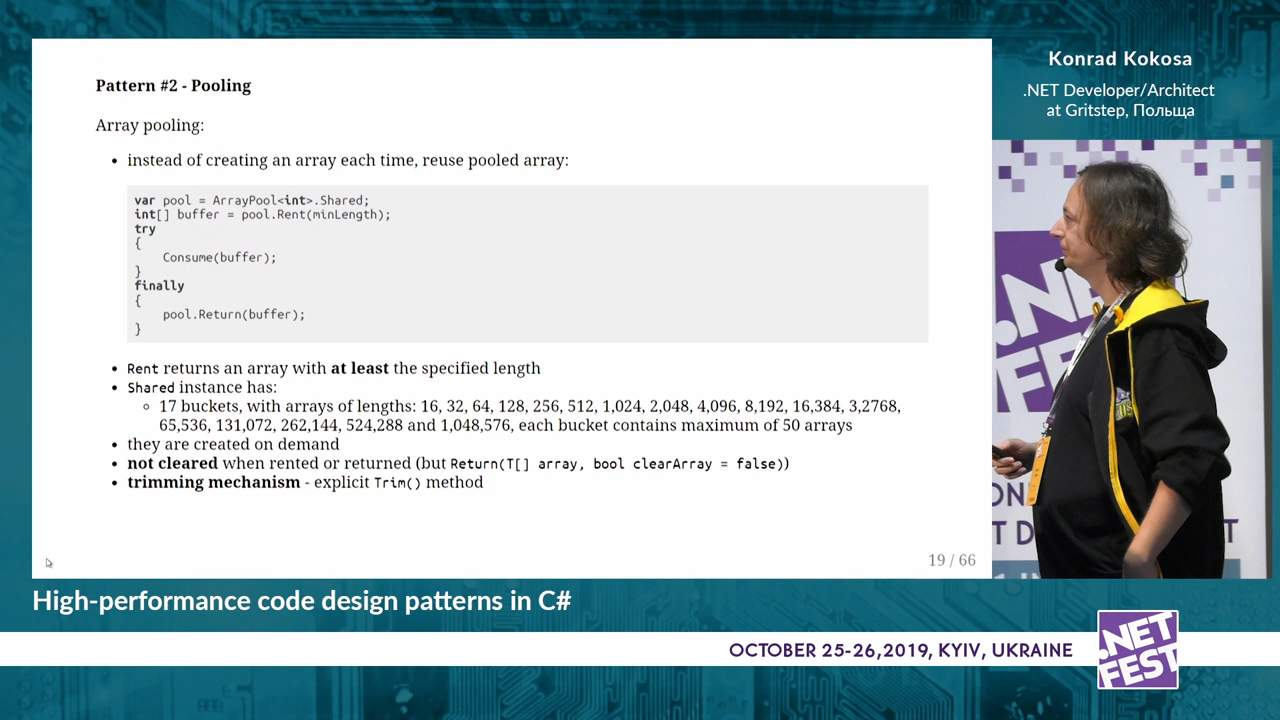 Pattern #2 - Pooling
Array pooling:
• instead of creating an array each time, reuse pooled array:
var pool = ArrayPool<int>.Shared;
int[] buffer = pool.Rent(minLength);
try
{
    Consume(buffer);
}
finally
{
    pool.Return(buffer);
}
• Rent returns an array with at least the specified length
• Shared instance has:
◦ 17 buckets, with arrays of lengths: 16, 32, 64, 128, 256, 512, 1,024, 2,048, 4,096, 8,192, 16,384, 3,2768,
65,536, 131,072, 262,144, 524,288 and 1,048,576, each bucket contains maximum of 50 arrays
• they are created on demand
• not cleared when rented or returned (but Return(T[] array, bool clearArray = false))
• trimming mechanism - explicit Trim() method
19 / 66
Konrad Kokosa
.NET Developer/Architect
at Gritstep, Польща
High-performance code design patterns in C#
OCTOBER 25-26,2019, KYIV, UKRAINE
.NET
FEST